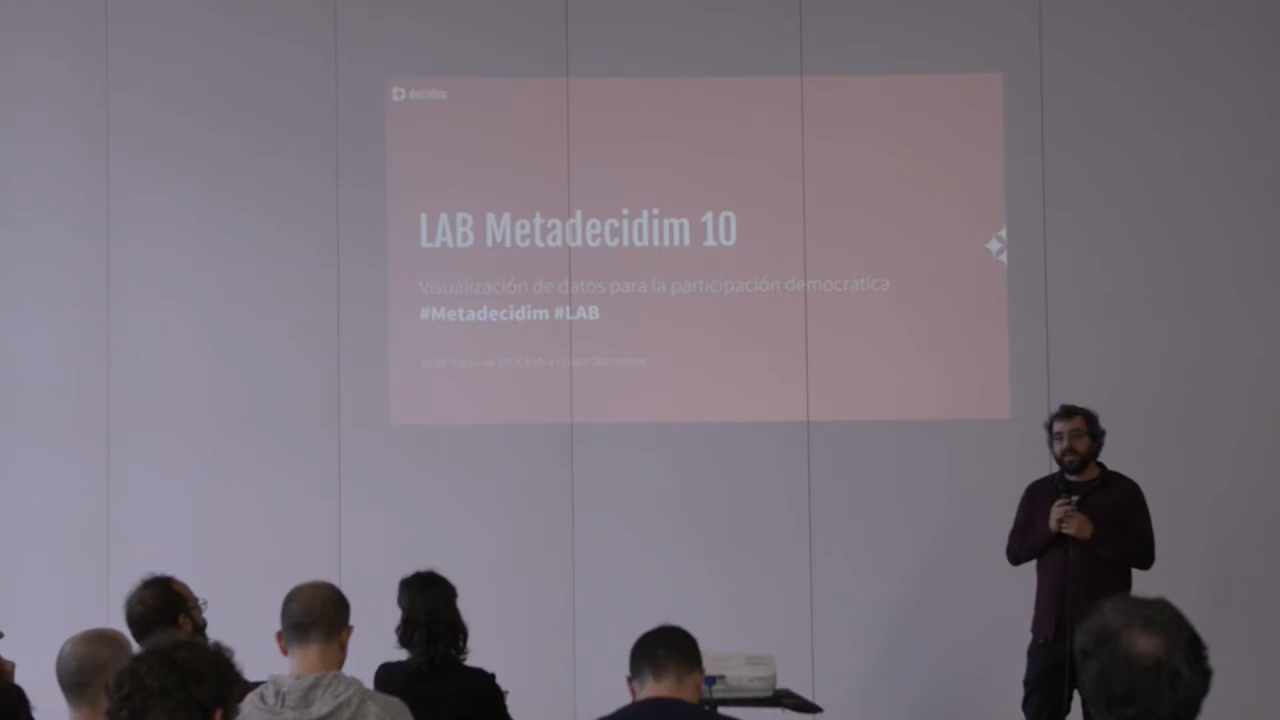 decidim
LAB Metadecidim 10
Visualización de datos para la participación democrática
#Metadecidim #LAB